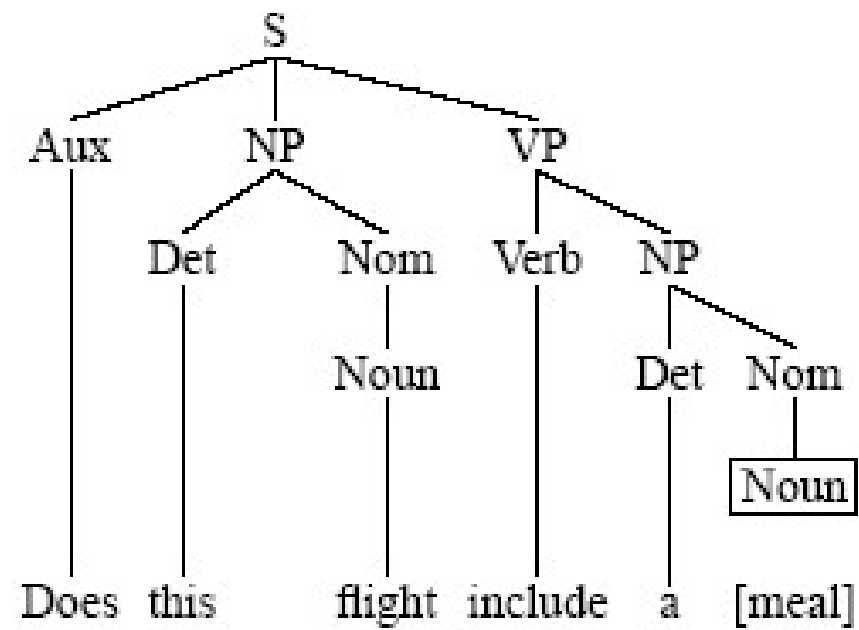 S
Aux NP VP
Det Nom Verb NP
Noun Det Nom
Noun
Does this flight include a [meal]